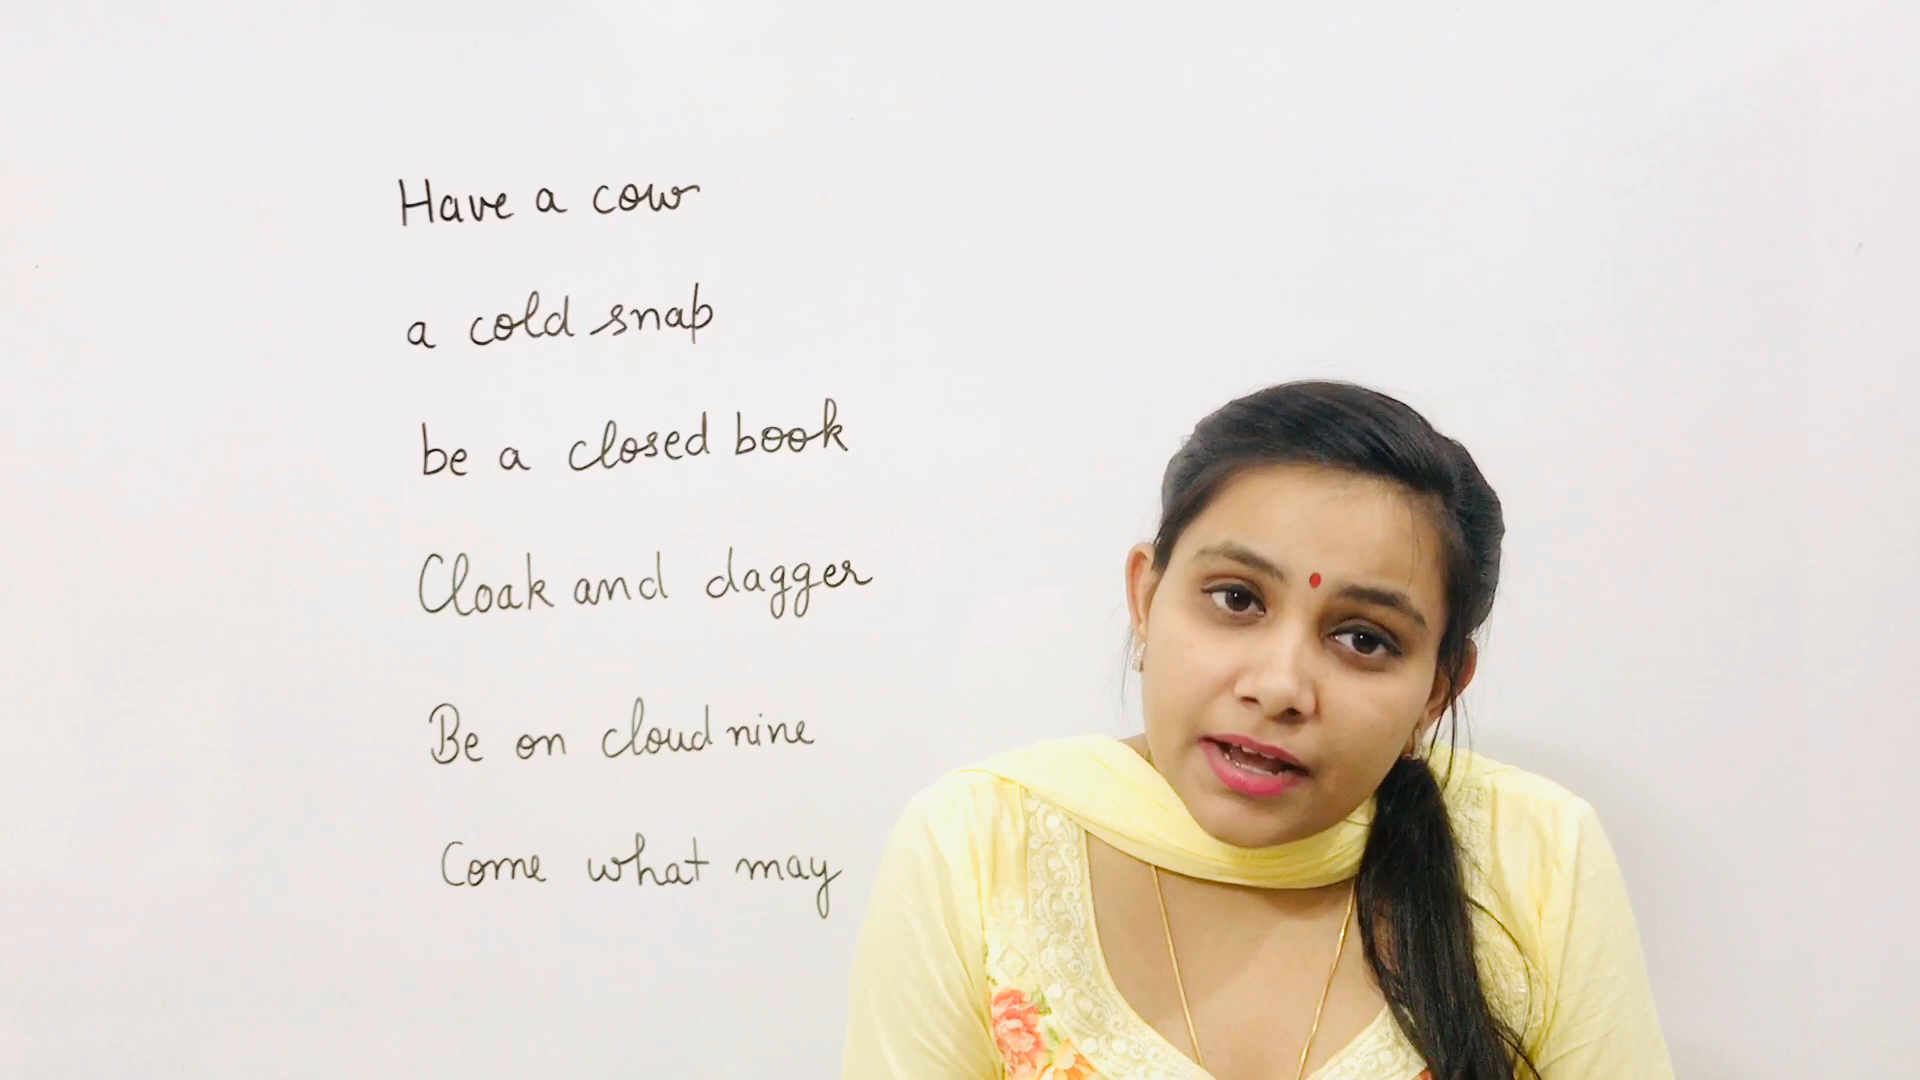 Have a cow
a cold snap
be a closed book
Cloak and dagger
Be on cloud nine
Come what may